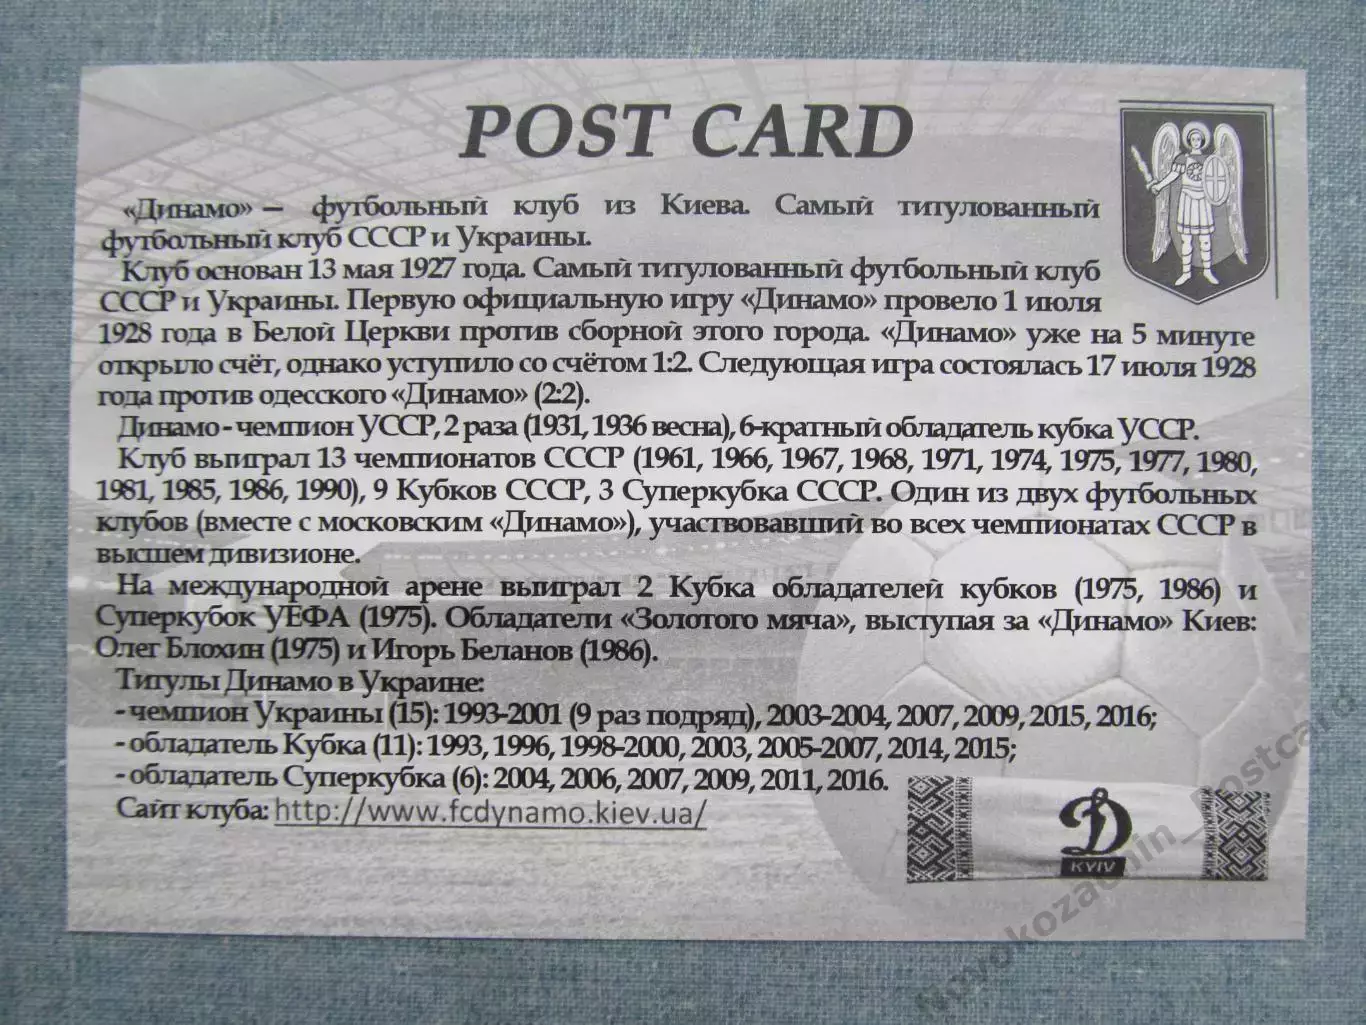 POST CARD
«Динамо» — футбольный клуб из Киева. Самый титулованный
футбольный клуб СССР и Украины.
Клуб основан 13 мая 1927 года. Самый титулованный футбольный клуб
СССР и Украины. Первую официальную игру «Динамо» провело 1 июля
1928 года в Белой Церкви против сборной этого города. «Динамо» уже на 5 минуте
открыло счёт, однако уступило со счётом 1:2. Следующая игра состоялась 17 июля 1928
года против одесского «Динамо» (2:2).
Динамо - чемпион УССР, 2 раза (1931, 1936 весна), 6-кратный обладатель кубка УССР.
Клуб выиграл 13 чемпионатов СССР (1961, 1966, 1967, 1968, 1971, 1974, 1975, 1977, 1980,
1981, 1985, 1986, 1990), 9 Кубков СССР, 3 Суперкубка СССР. Один из двух футбольных
клубов (вместе с московским «Динамо»), участвовавший во всех чемпионатах СССР в
высшем дивизионе.
На международной арене выиграл 2 Кубка обладателей кубков (1975, 1986) и
Суперкубок УЕФА (1975). Обладатели «Золотого мяча», выступая за «Динамо» Киев:
Олег Блохин (1975) и Игорь Беланов (1986).
Титулы Динамо в Украине:
- чемпион Украины (15): 1993-2001 (9 раз подряд), 2003-2004, 2007, 2009, 2015, 2016;
- обладатель Кубка (11): 1993, 1996, 1998-2000, 2003, 2005-2007, 2014, 2015;
- обладатель Суперкубка (6): 2004, 2006, 2007, 2009, 2011, 2016.
Сайт клуба: http://www.fcdynamo.kiev.ua/
Д
KYIV
novokozachin_postcard